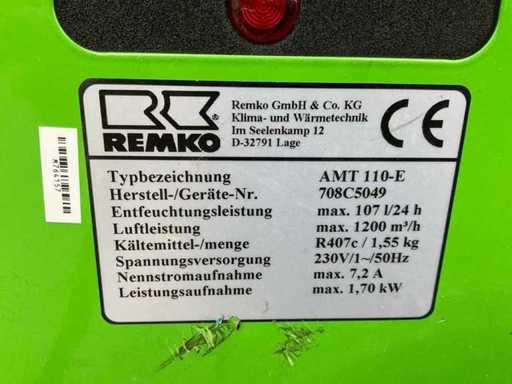 Remko GmbH & Co. KG
Klima- und Wärmetechnik
Im Seelenkamp 12
D-32791 Lage
REMKO
®
CE
Typbezeichnung AMT 110-E
Herstell-/Geräte-Nr. 708C5049
Entfeuchtungsleistung max. 107 l/24 h
Luftleistung max. 1200 m³/h
Kältemittel-/menge R407c / 1,55 kg
Spannungsversorgung 230V/1~/50Hz
Nennstromaufnahme max. 7,2 A
Leistungsaufnahme max. 1,70 kW